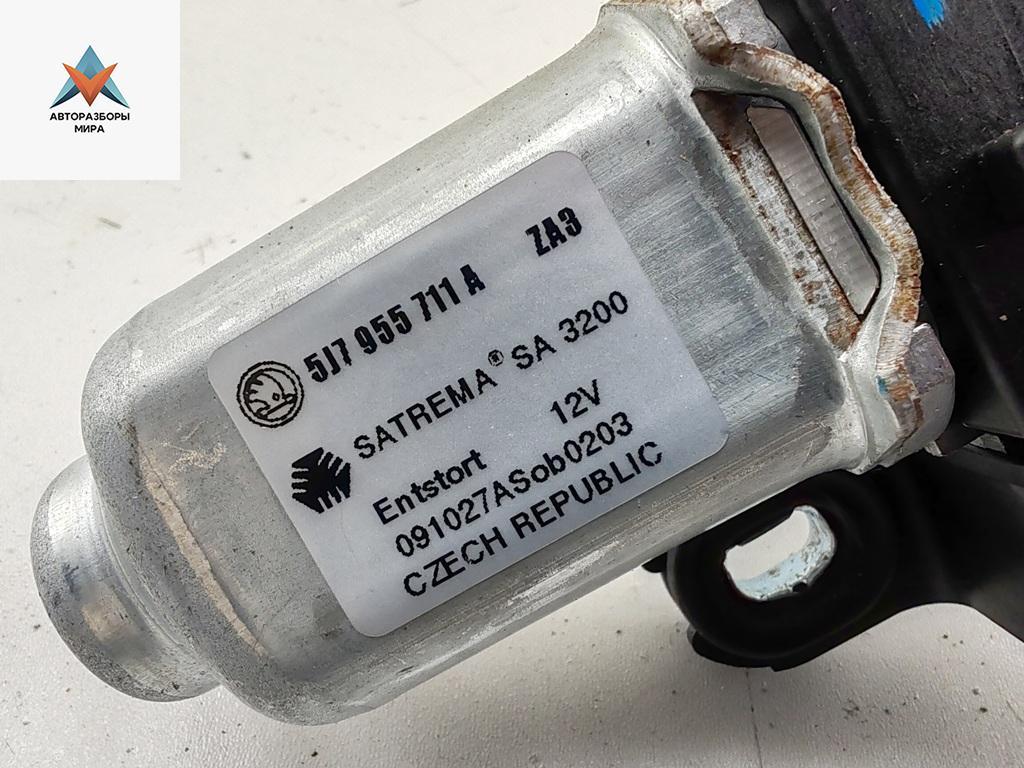 АВТОРАЗБОРЫ
МИРА
5J7 955 711 A ZA3
SATREMA® SA 3200
Entstort 12V
091027ASob0203
CZECH REPUBLIC